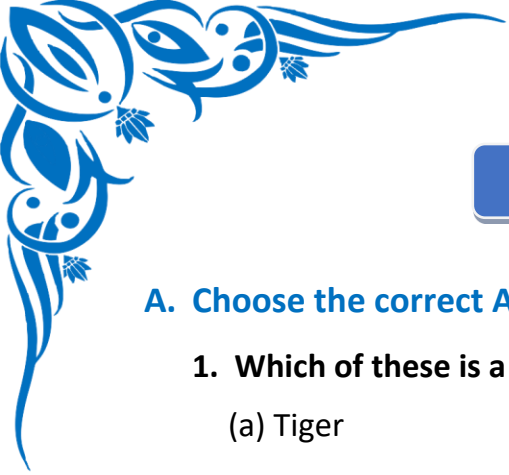 A. Choose the correct A
1. Which of these is a
(a) Tiger